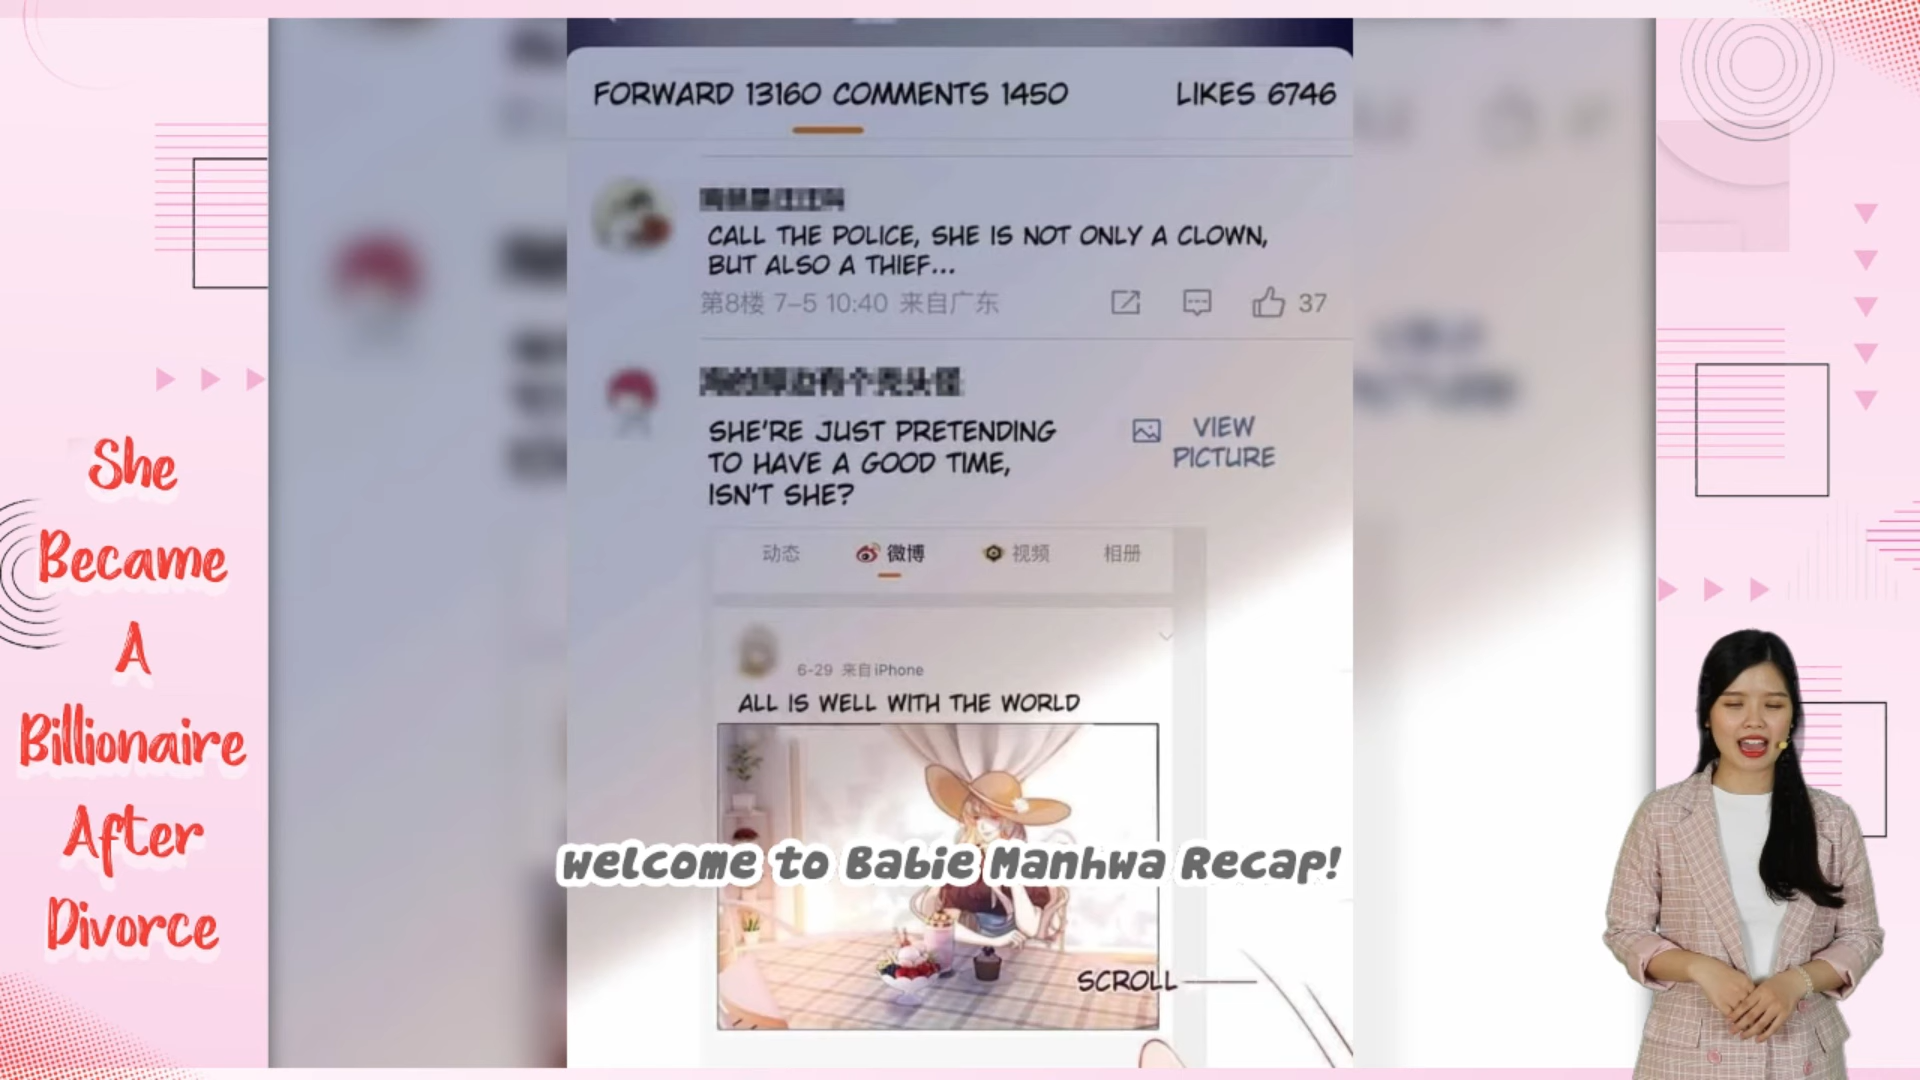 FORWARD 13160 COMMENTS 1450 LIKES 6746
CALL THE POLICE, SHE IS NOT ONLY A CLOWN,
BUT ALSO A THIEF...
第8楼 7-5 10:40 来自广东
37
SHE'RE JUST PRETENDING
TO HAVE A GOOD TIME,
ISN'T SHE?
VIEW
PICTURE
动态 微博 视频 相册
6-29 来自iPhone
ALL IS WELL WITH THE WORLD
welcome to Babie Manhwa Recap!
SCROLL
She
Became
A
Billionaire
After
Divorce